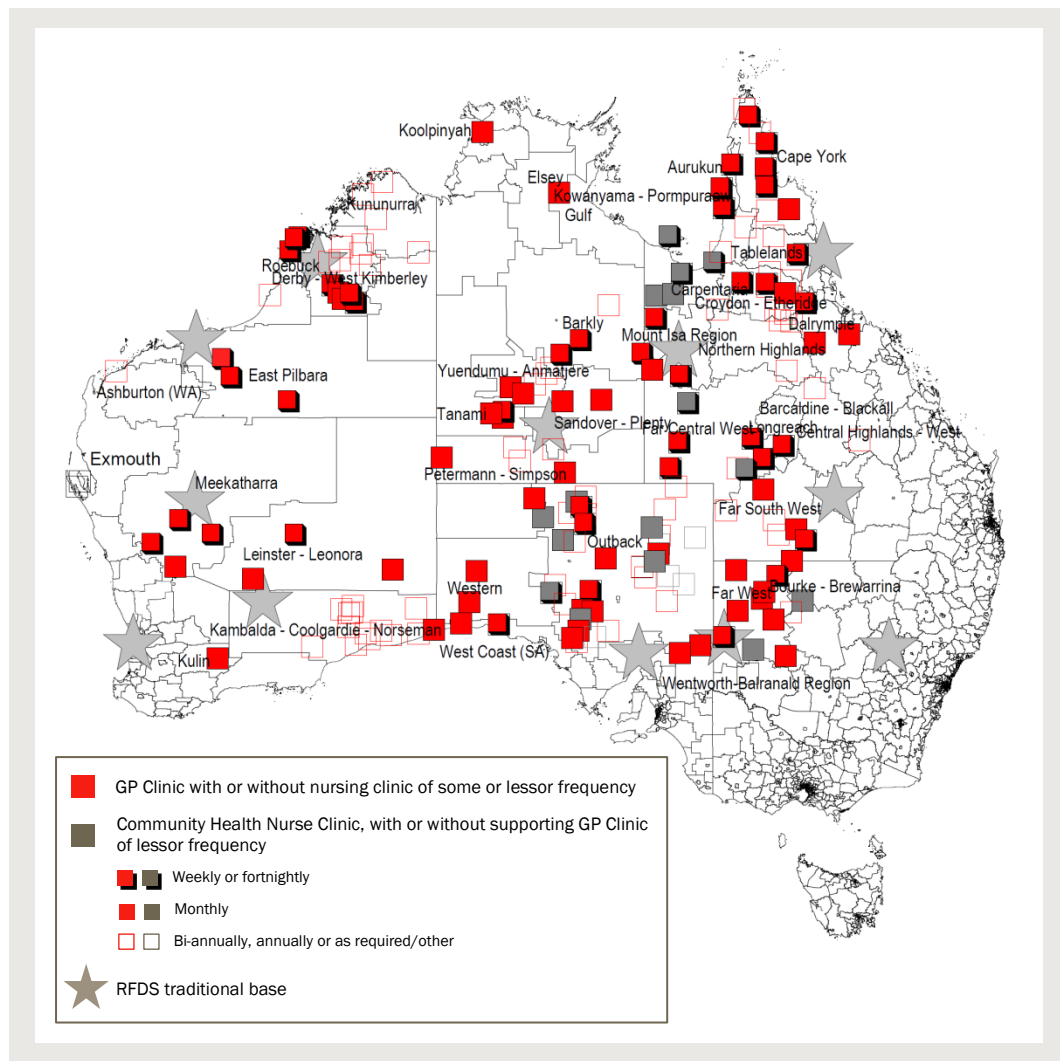 Koolpinyah
Cape York
Aurukun
Elsey
Kowanyama - Pormpuraaw
Kununurra
Gulf
Tablelands
Roebuck
Derby - West Kimberley
Carpentaria
Croydon - Etheridge
Barkly
Dalrymple
Mount Isa Region
Northern Highlands
Yuendumu - Anmatjere
East Pilbara
Ashburton (WA)
Barcaldine - Blackall
Tanami
Sandover - Plenty
Far Central West
Longreach
Central Highlands - West
Exmouth
Petermann - Simpson
Meekatharra
Far South West
Outback
Leinster - Leonora
Western
Bourke - Brewarrina
Far West
Kambalda - Coolgardie - Norseman
West Coast (SA)
Kulin
Wentworth-Balranald Region
GP Clinic with or without nursing clinic of some or lessor frequency
Community Health Nurse Clinic, with or without supporting GP Clinic
of lessor frequency
Weekly or fortnightly
Monthly
Bi-annually, annually or as required/other
RFDS traditional base